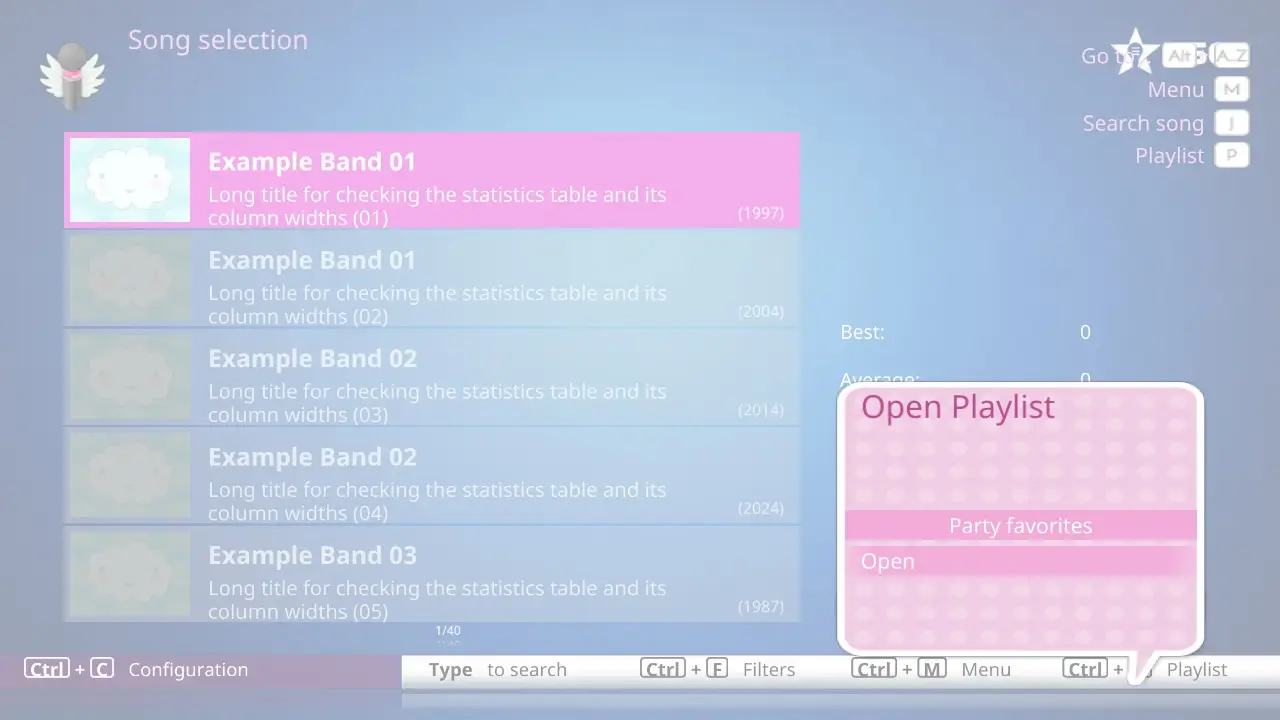 Song selection
Go to Alt A..Z
Menu M
Search song J
Playlist P
Example Band 01
Long title for checking the statistics table and its
column widths (01)
(1997)
Example Band 01
Long title for checking the statistics table and its
column widths (02)
(2004)
Example Band 02
Long title for checking the statistics table and its
column widths (03)
(2014)
Example Band 02
Long title for checking the statistics table and its
column widths (04)
(2024)
Example Band 03
Long title for checking the statistics table and its
column widths (05)
(1987)
1/40
Best: 0
Average: 0
Open Playlist
Party favorites
Open
Ctrl + C Configuration
Type to search
Ctrl + F Filters
Ctrl + M Menu
Ctrl + Playlist